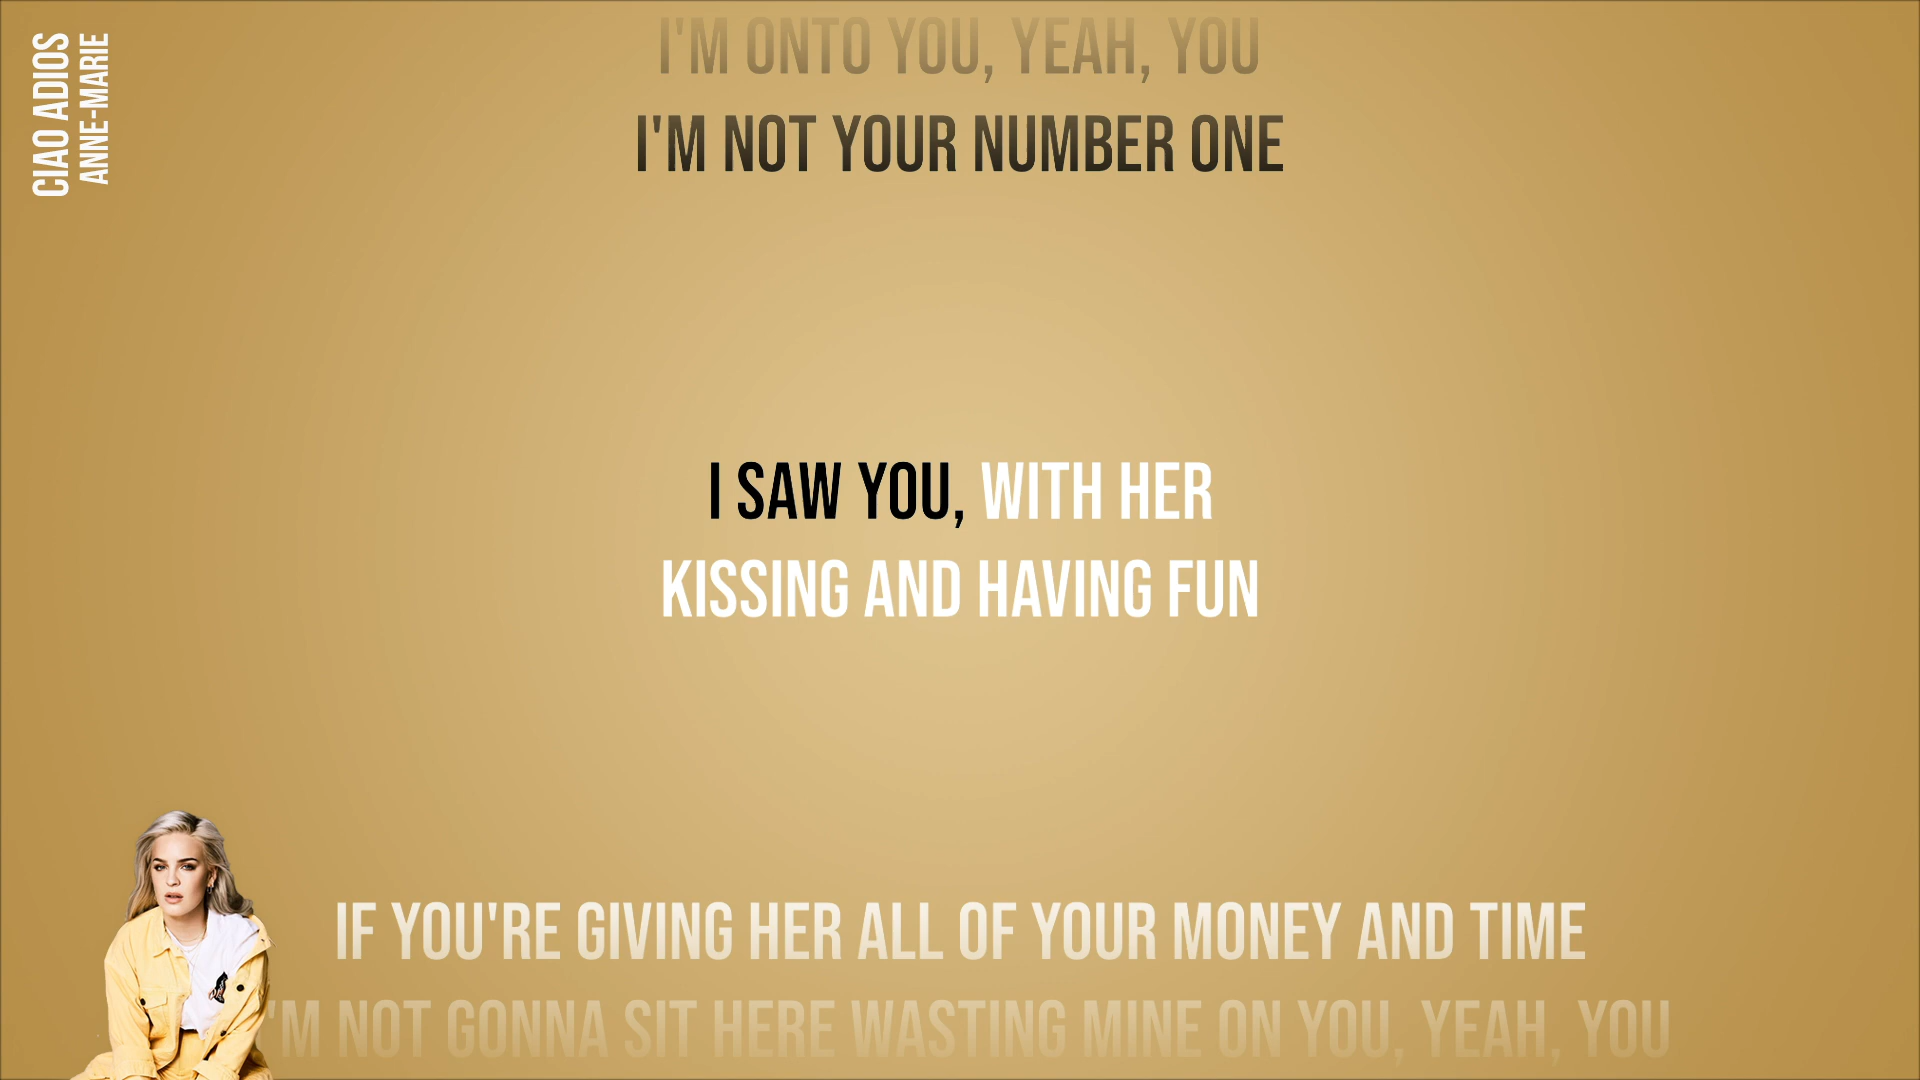 CIAO ADIOS
ANNE-MARIE
I'M ONTO YOU, YEAH, YOU
I'M NOT YOUR NUMBER ONE
I SAW YOU, WITH HER
KISSING AND HAVING FUN
IF YOU'RE GIVING HER ALL OF YOUR MONEY AND TIME
'M NOT GONNA SIT HERE WASTING MINE ON YOU, YEAH, YOU